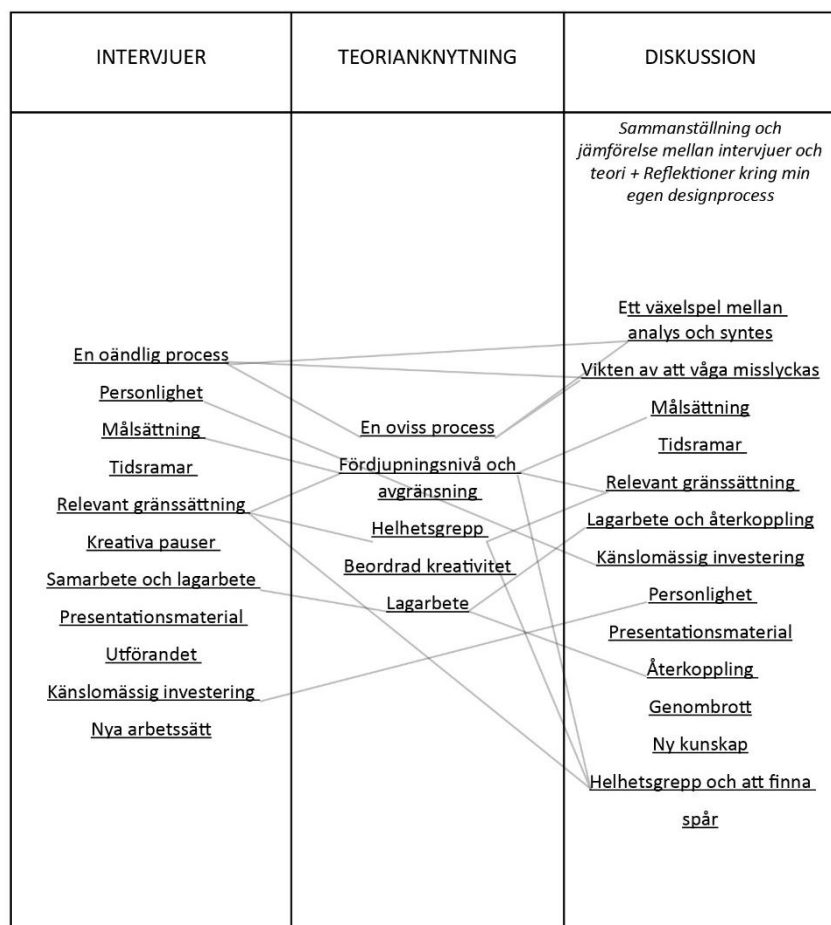 INTERVJUER
TEORIANKNYTNING
DISKUSSION
Sammanställning och
jämförelse mellan intervjuer och
teori + Reflektioner kring min
egen designprocess
En oändlig process
Personlighet
Målsättning
Tidsramar
Relevant gränssättning
Kreativa pauser
Samarbete och lagarbete
Presentationsmaterial
Utförandet
Känslomässig investering
Nya arbetssätt
En oviss process
Fördjupningsnivå och
avgränsning
Helhetsgrepp
Beordrad kreativitet
Lagarbete
Ett växelspel mellan
analys och syntes
Vikten av att våga misslyckas
Målsättning
Tidsramar
Relevant gränssättning
Lagarbete och återkoppling
Känslomässig investering
Personlighet
Presentationsmaterial
Återkoppling
Genombrott
Ny kunskap
Helhetsgrepp och att finna
spår